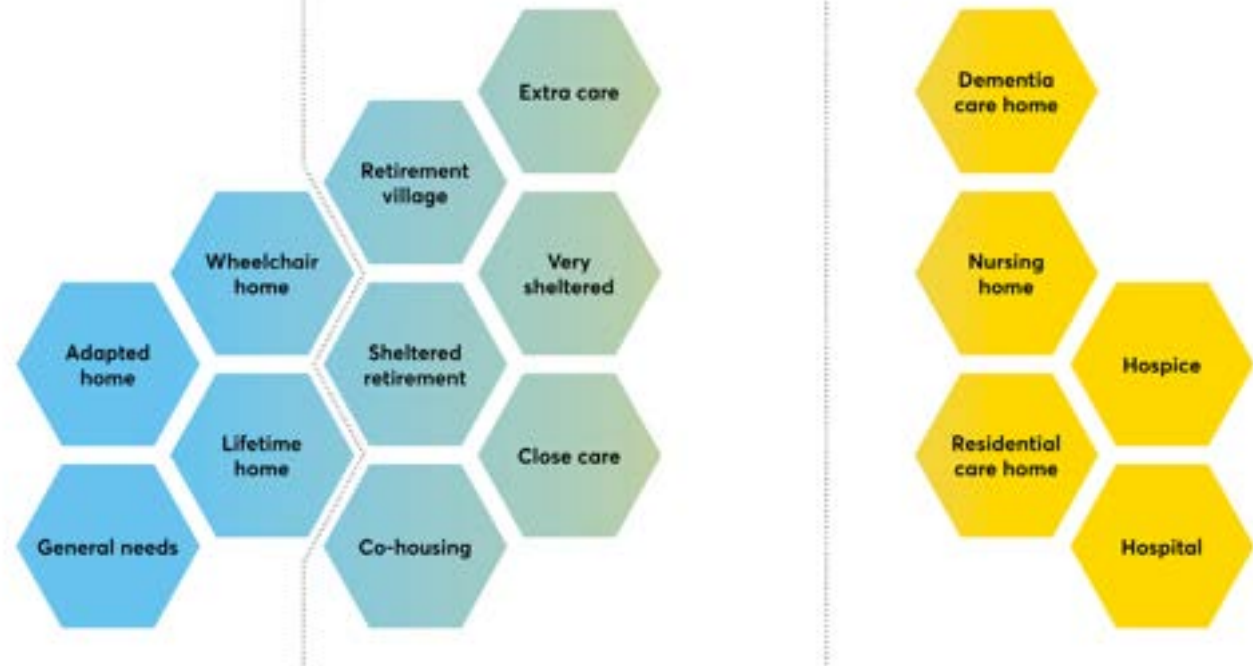 Extra care
Dementia
care home
Retirement
village
Wheelchair
home
Very
sheltered
Nursing
home
Adapted
home
Sheltered
retirement
Hospice
Lifetime
home
Close care
Residential
care home
General needs
Co-housing
Hospital